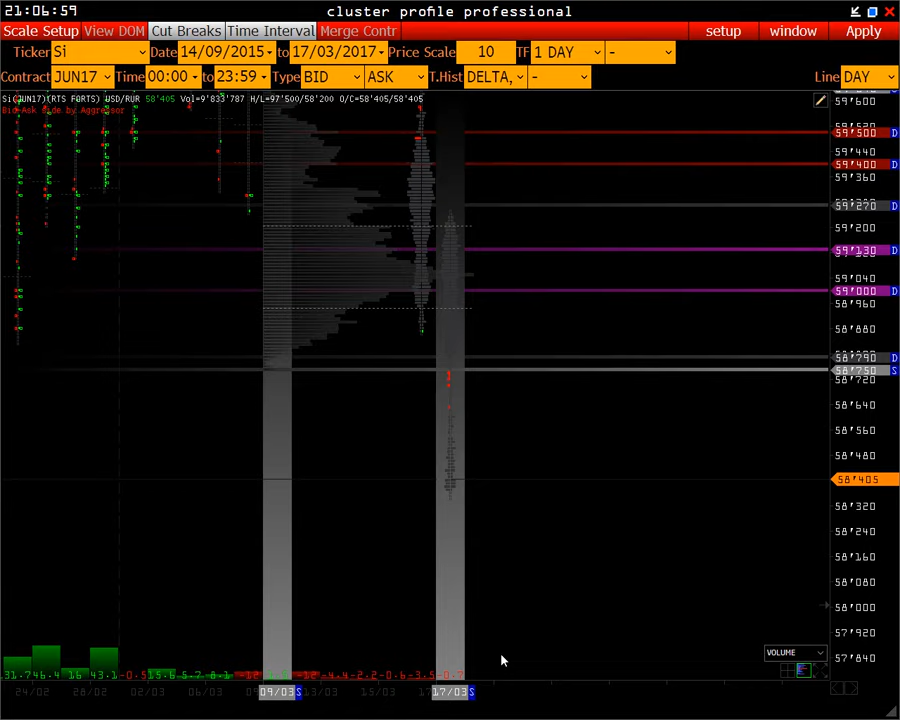 21:06:59 cluster profile professional
Scale Setup View DOM Cut Breaks Time Interval Merge Contr setup window Apply
Ticker Si Date 14/09/2015 to 17/03/2017 Price Scale 10 TF 1 DAY -
Contract JUN17 Time 00:00 to 23:59 Type BID ASK T.Hist DELTA, - Line DAY
Si(JUN17)(RTS FORTS) USD/RUR 58'405 Vol=9'833'787 H/L=97'500/58'200 O/C=58'405/58'405
Bid-Ask Side by Aggressor
59'600
59'500 D
59'440
59'400 D
59'360
59'270 D
59'200
59'130 D
59'040
59'000 D
58'960
58'880
58'790 D
58'750 S
58'720
58'640
58'560
58'480
58'405
58'320
58'240
58'160
58'080
58'000
57'920
VOLUME
57'840
24/02 28/02 02/03 06/03 09/03 S 13/03 15/03 17/03 S